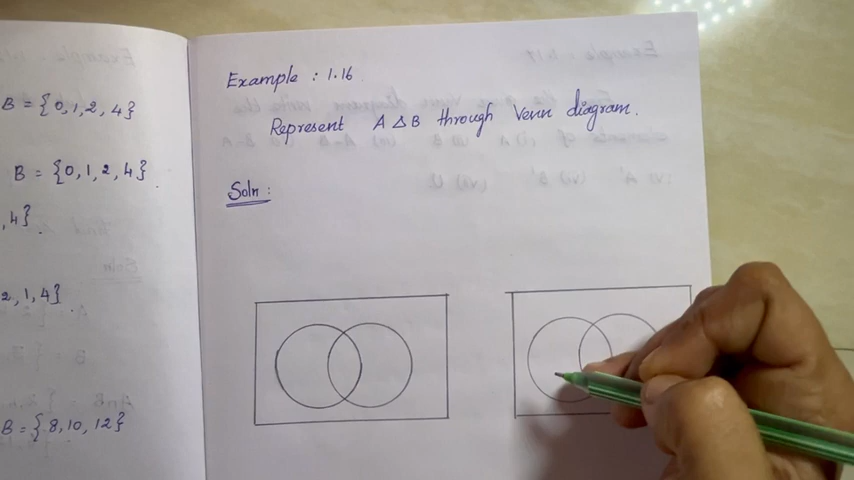 B = {0,1,2,4}
B = {0,1,2,4}.
,4}.
2,1,4}.
B = {8,10,12}
Example : 1.16
Represent A Δ B through Venn diagram.
Soln :